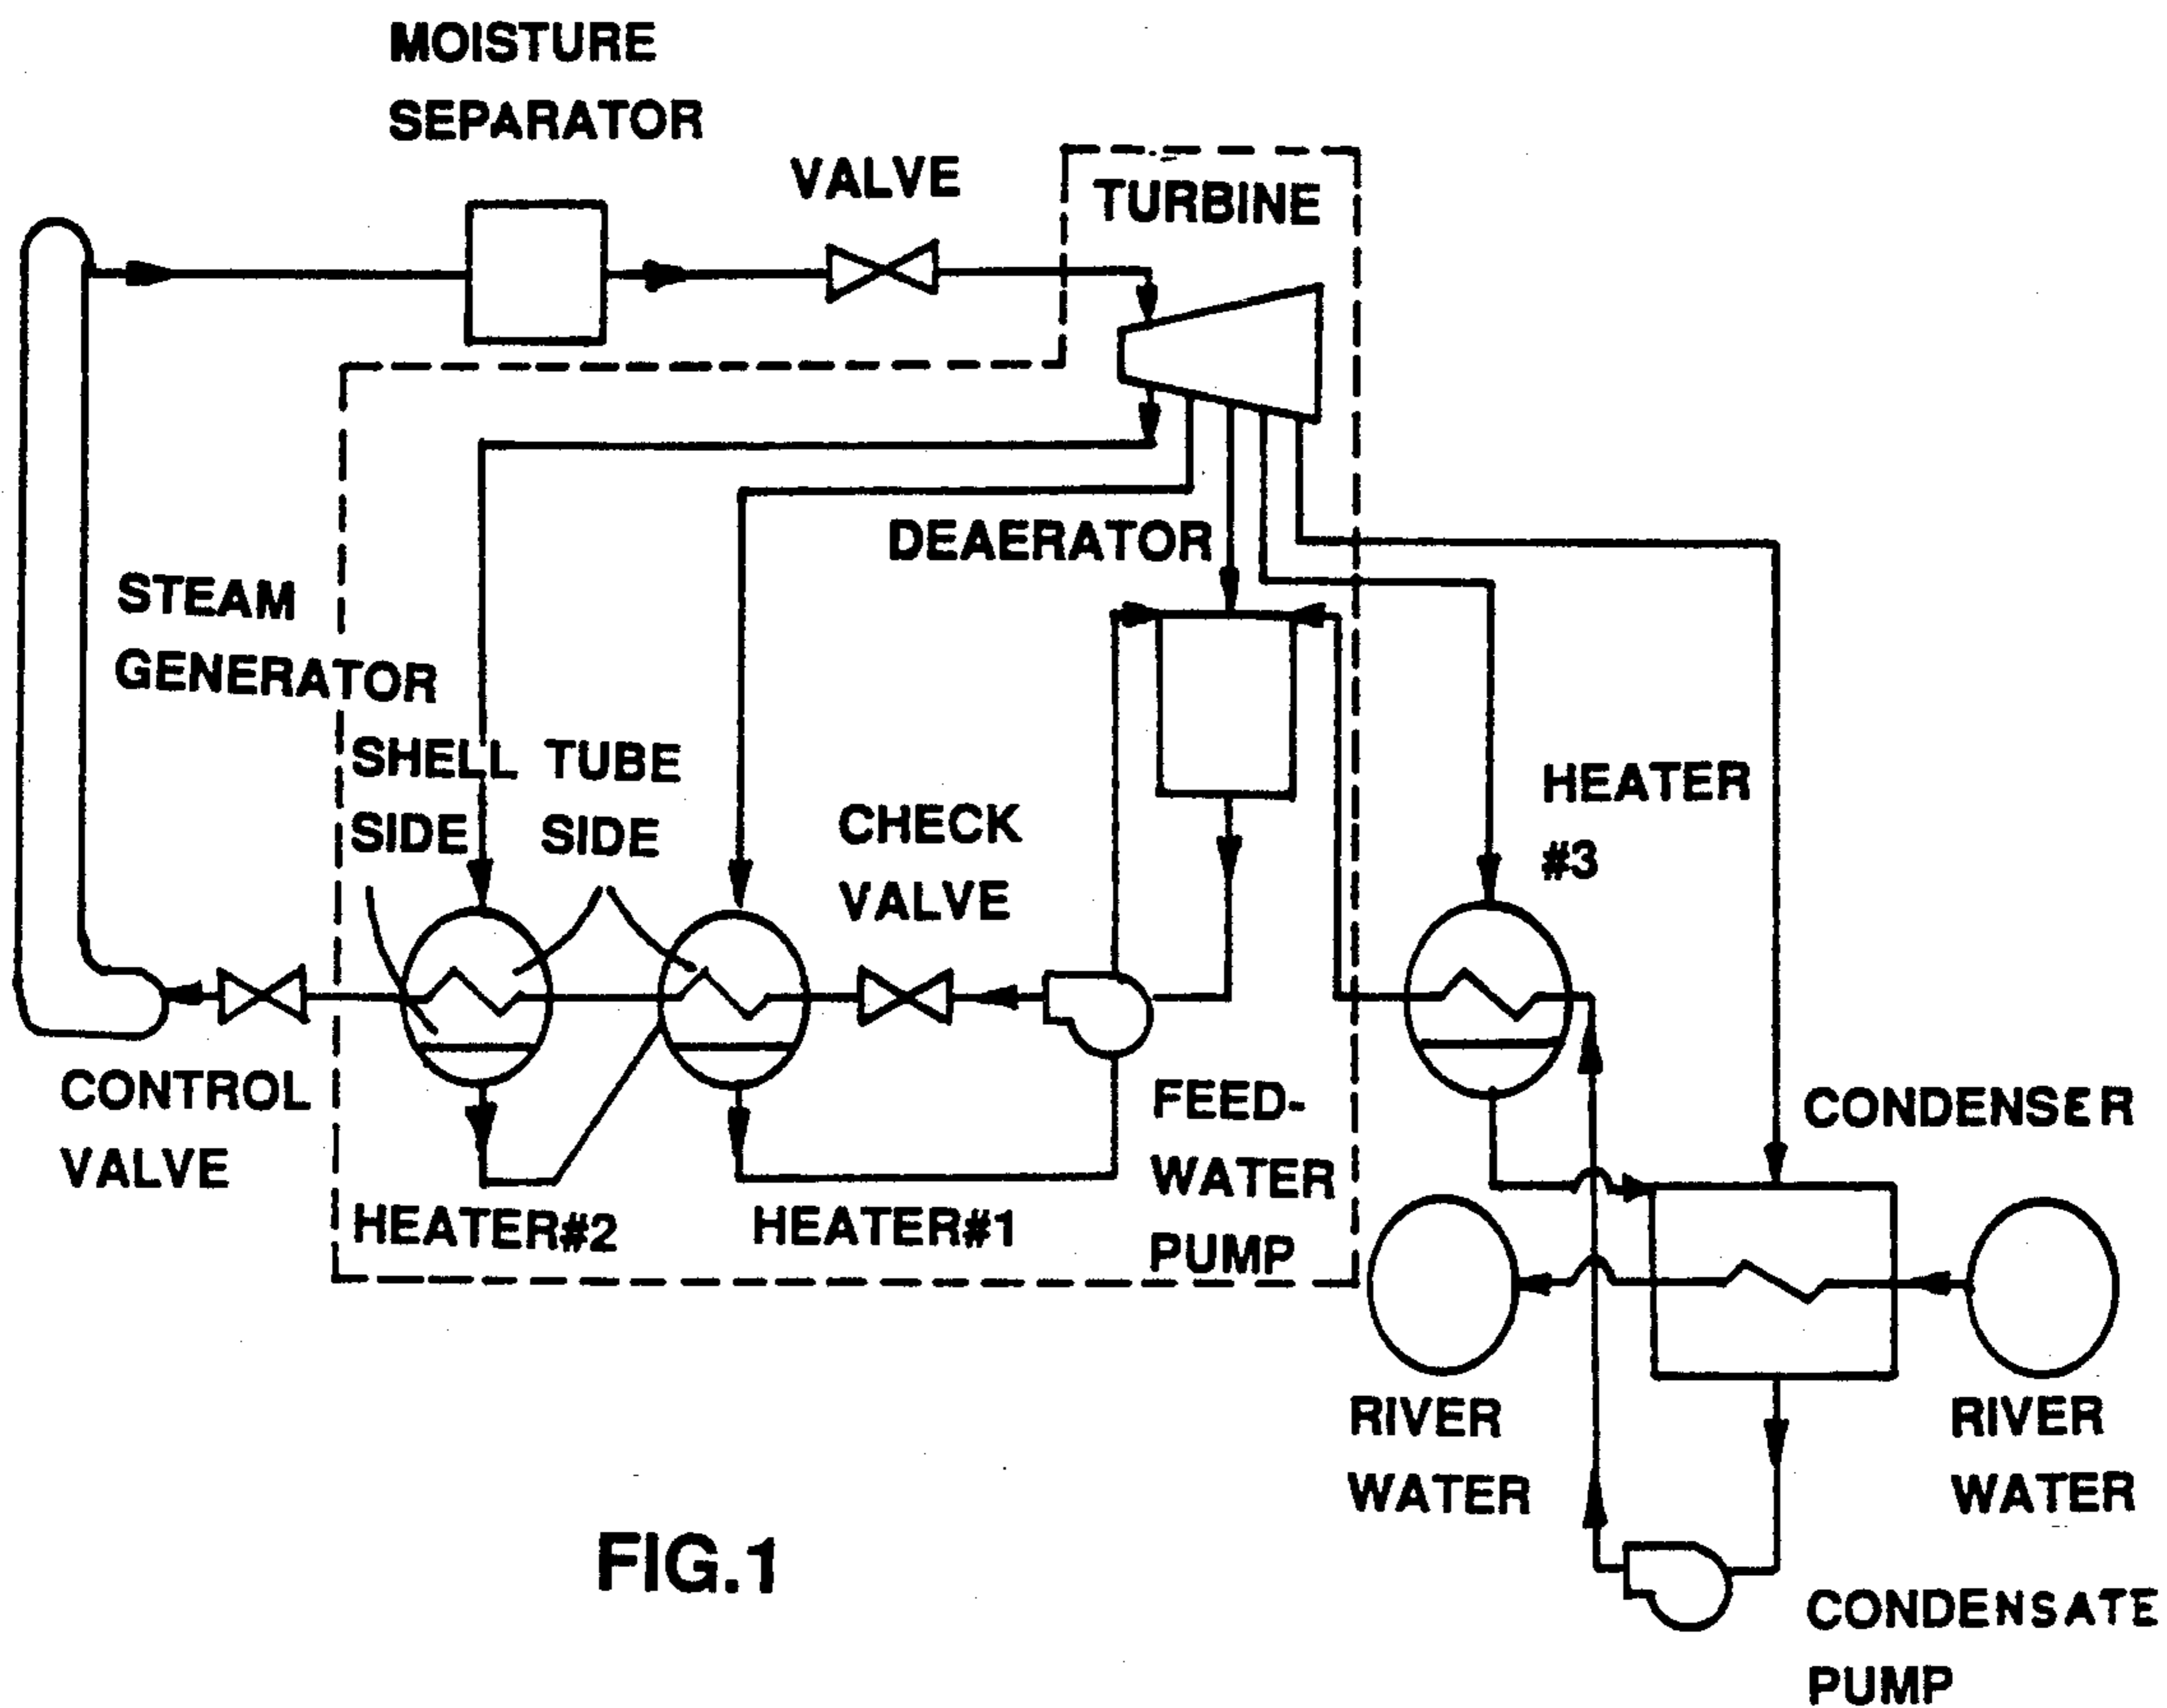 MOISTURE
SEPARATOR
VALVE
TURBINE
DEAERATOR
STEAM
GENERATOR
SHELL
SIDE
TUBE
SIDE
CHECK
VALVE
HEATER
#3
CONTROL
VALVE
HEATER#2
HEATER#1
FEED-
WATER
PUMP
CONDENSER
RIVER
WATER
RIVER
WATER
CONDENSATE
PUMP
FIG.1